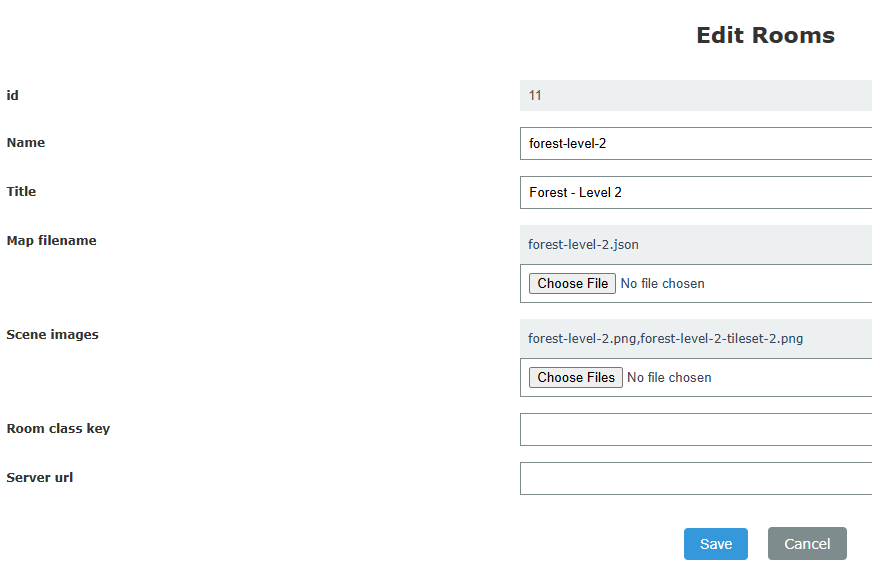 Edit Rooms
id
11
Name
forest-level-2
Title
Forest - Level 2
Map filename
forest-level-2.json
Choose File No file chosen
Scene images
forest-level-2.png,forest-level-2-tileset-2.png
Choose Files No file chosen
Room class key
Server url
Save Cancel